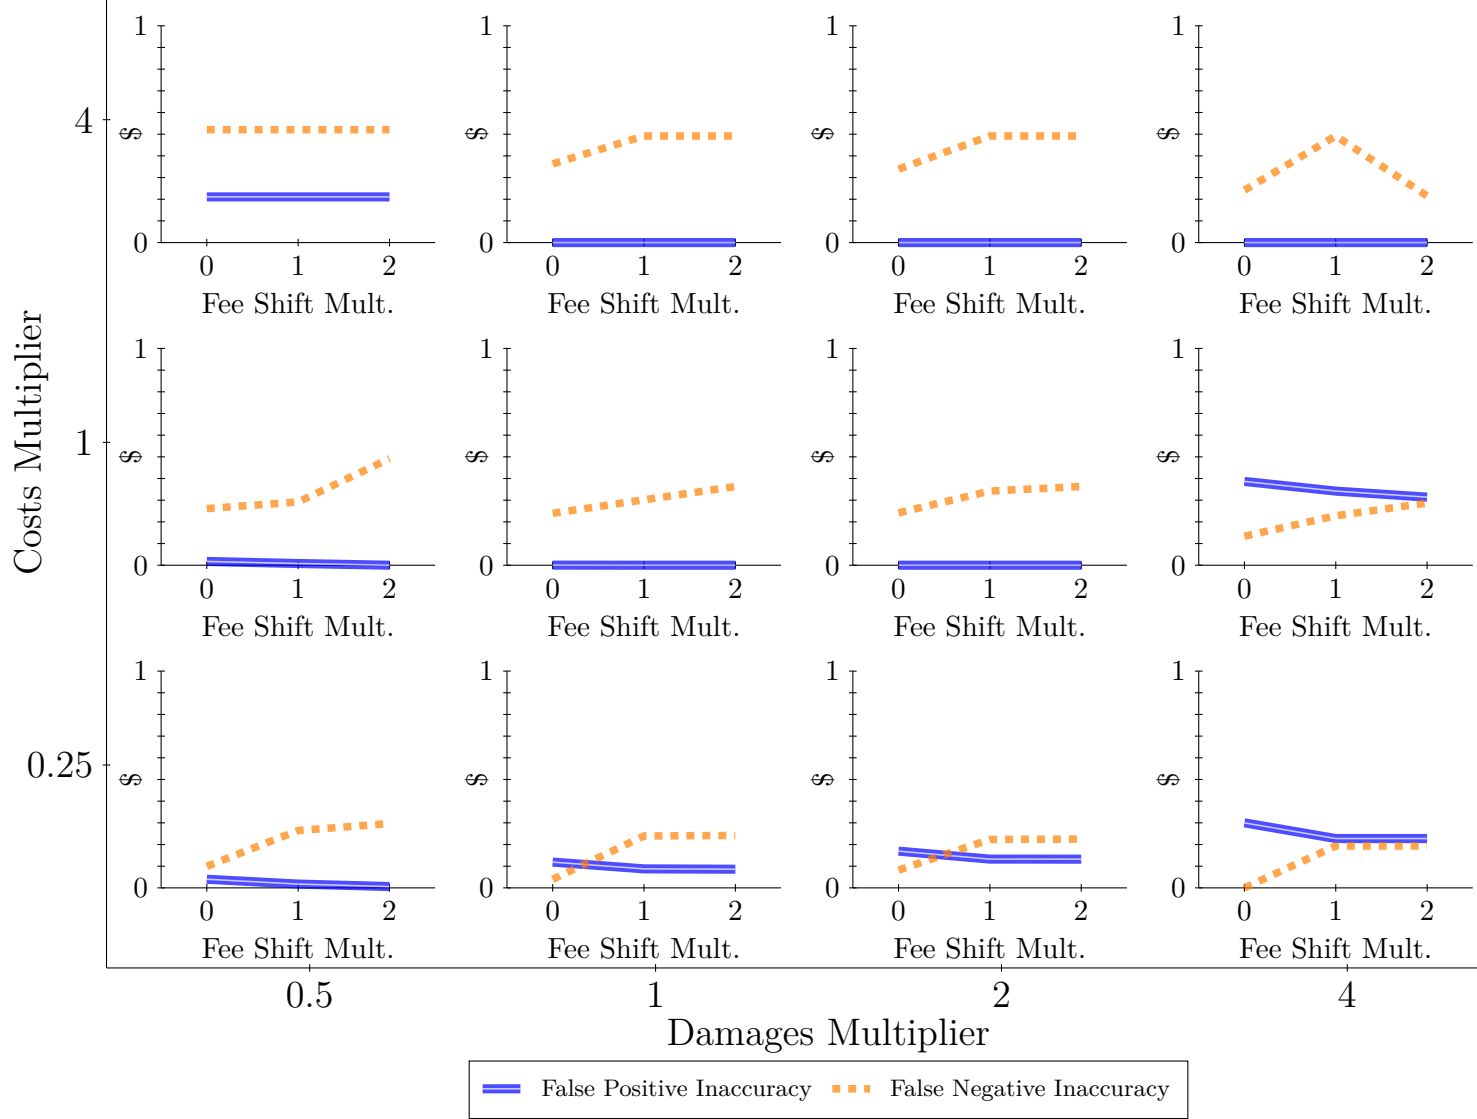 Costs Multiplier
4
1
0.25
1
$
0
0 1 2
Fee Shift Mult.
1
$
0
0 1 2
Fee Shift Mult.
1
$
0
0 1 2
Fee Shift Mult.
1
$
0
0 1 2
Fee Shift Mult.
1
$
0
0 1 2
Fee Shift Mult.
1
$
0
0 1 2
Fee Shift Mult.
1
$
0
0 1 2
Fee Shift Mult.
1
$
0
0 1 2
Fee Shift Mult.
1
$
0
0 1 2
Fee Shift Mult.
1
$
0
0 1 2
Fee Shift Mult.
1
$
0
0 1 2
Fee Shift Mult.
1
$
0
0 1 2
Fee Shift Mult.
0.5 1 2 4
Damages Multiplier
False Positive Inaccuracy False Negative Inaccuracy